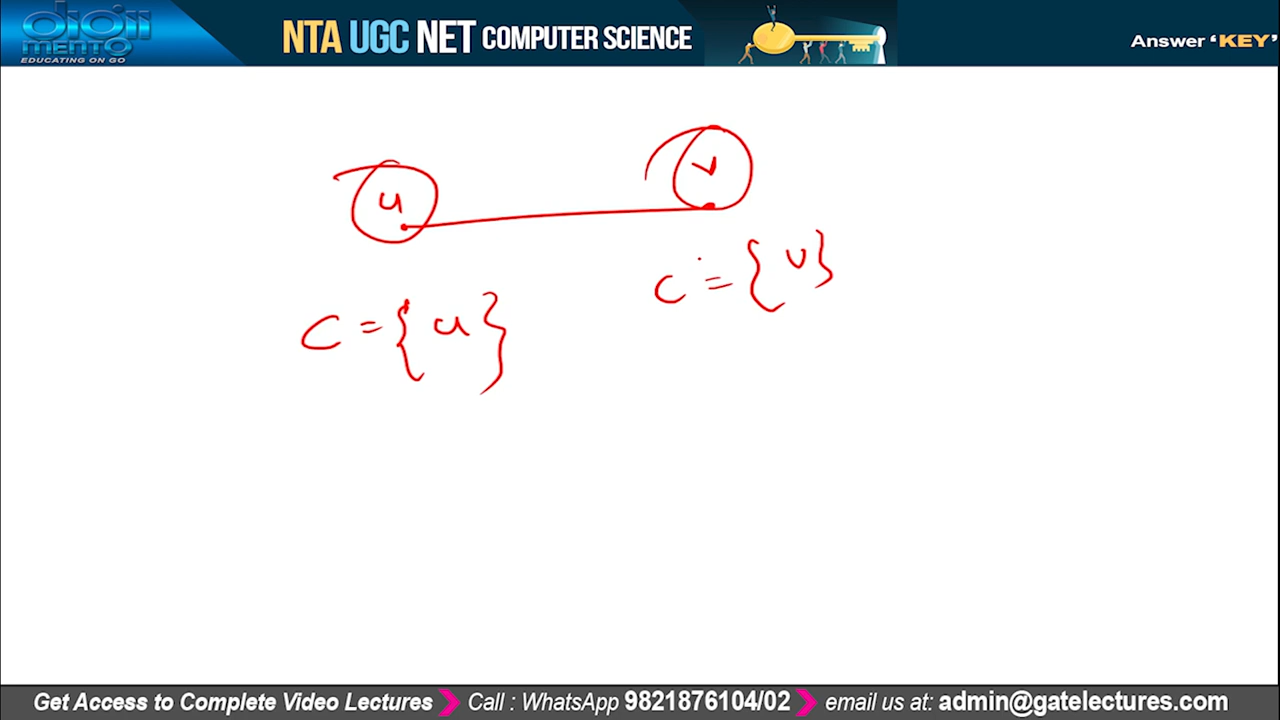 digii
MENTO
EDUCATING ON GO
NTA UGC NET COMPUTER SCIENCE
Answer ‘KEY’
u
v
C = { u }
C = { v }
Get Access to Complete Video Lectures
Call : WhatsApp 9821876104/02
email us at: admin@gatelectures.com